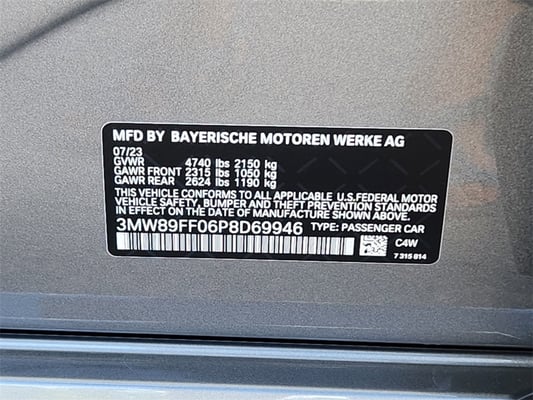 MFD BY BAYERISCHE MOTOREN WERKE AG
07/23
GVWR 4740 lbs 2150 kg
GAWR FRONT 2315 lbs 1050 kg
GAWR REAR 2624 lbs 1190 kg
THIS VEHICLE CONFORMS TO ALL APPLICABLE U.S.FEDERAL MOTOR
VEHICLE SAFETY, BUMPER, AND THEFT PREVENTION STANDARDS
IN EFFECT ON THE DATE OF MANUFACTURE SHOWN ABOVE.
3MW89FF06P8D69946 TYPE: PASSENGER CAR
C4W
7 315 814